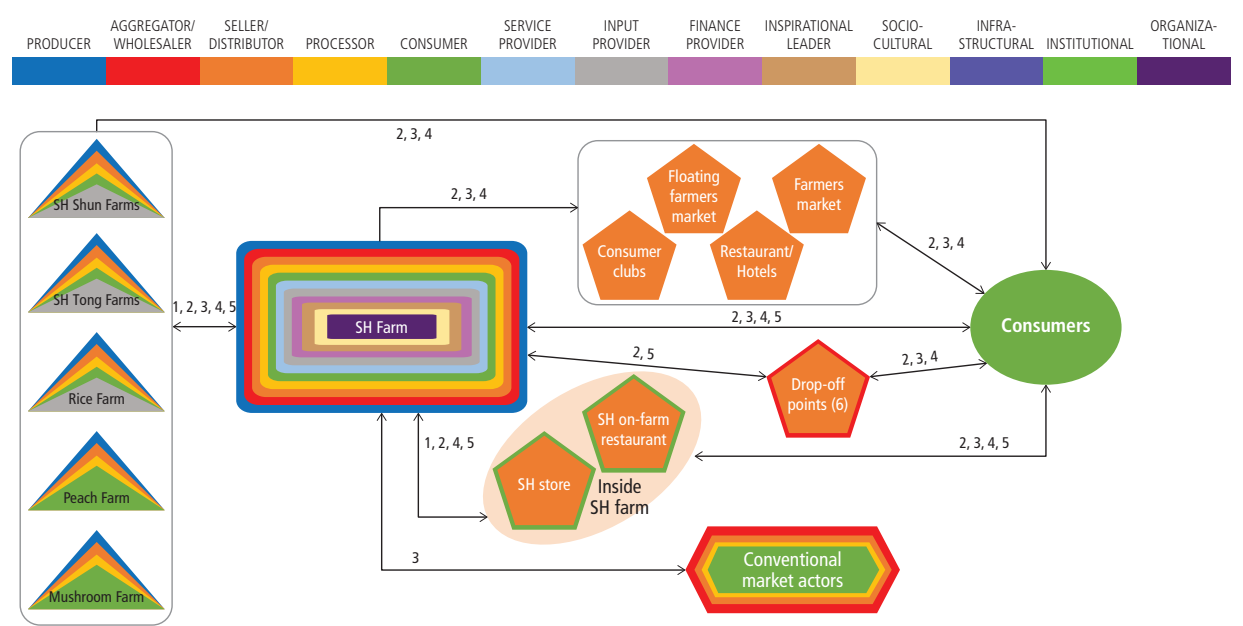 PRODUCER
AGGREGATOR/
WHOLESALER
SELLER/
DISTRIBUTOR
PROCESSOR
CONSUMER
SERVICE
PROVIDER
INPUT
PROVIDER
FINANCE
PROVIDER
INSPIRATIONAL
LEADER
SOCIO-
CULTURAL
INFRA-
STRUCTURAL
INSTITUTIONAL
ORGANIZA-
TIONAL
2, 3, 4
SH Shun Farms
SH Tong Farms
Rice Farm
Peach Farm
Mushroom Farm
1, 2, 3, 4, 5
SH Farm
2, 3, 4
Floating
farmers
market
Farmers
market
Consumer
clubs
Restaurant/
Hotels
2, 3, 4
Consumers
2, 3, 4, 5
2, 5
Drop-off
points (6)
2, 3, 4
1, 2, 4, 5
SH on-farm
restaurant
SH store
Inside
SH farm
2, 3, 4, 5
3
Conventional
market actors